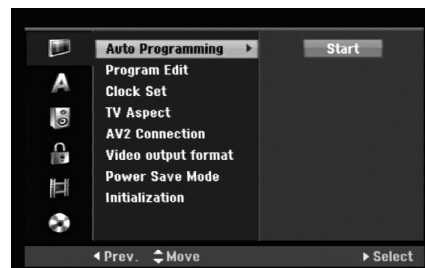 Auto Programming Start
Program Edit
Clock Set
TV Aspect
AV2 Connection
Video output format
Power Save Mode
Initialization
A
Prev. Move Select